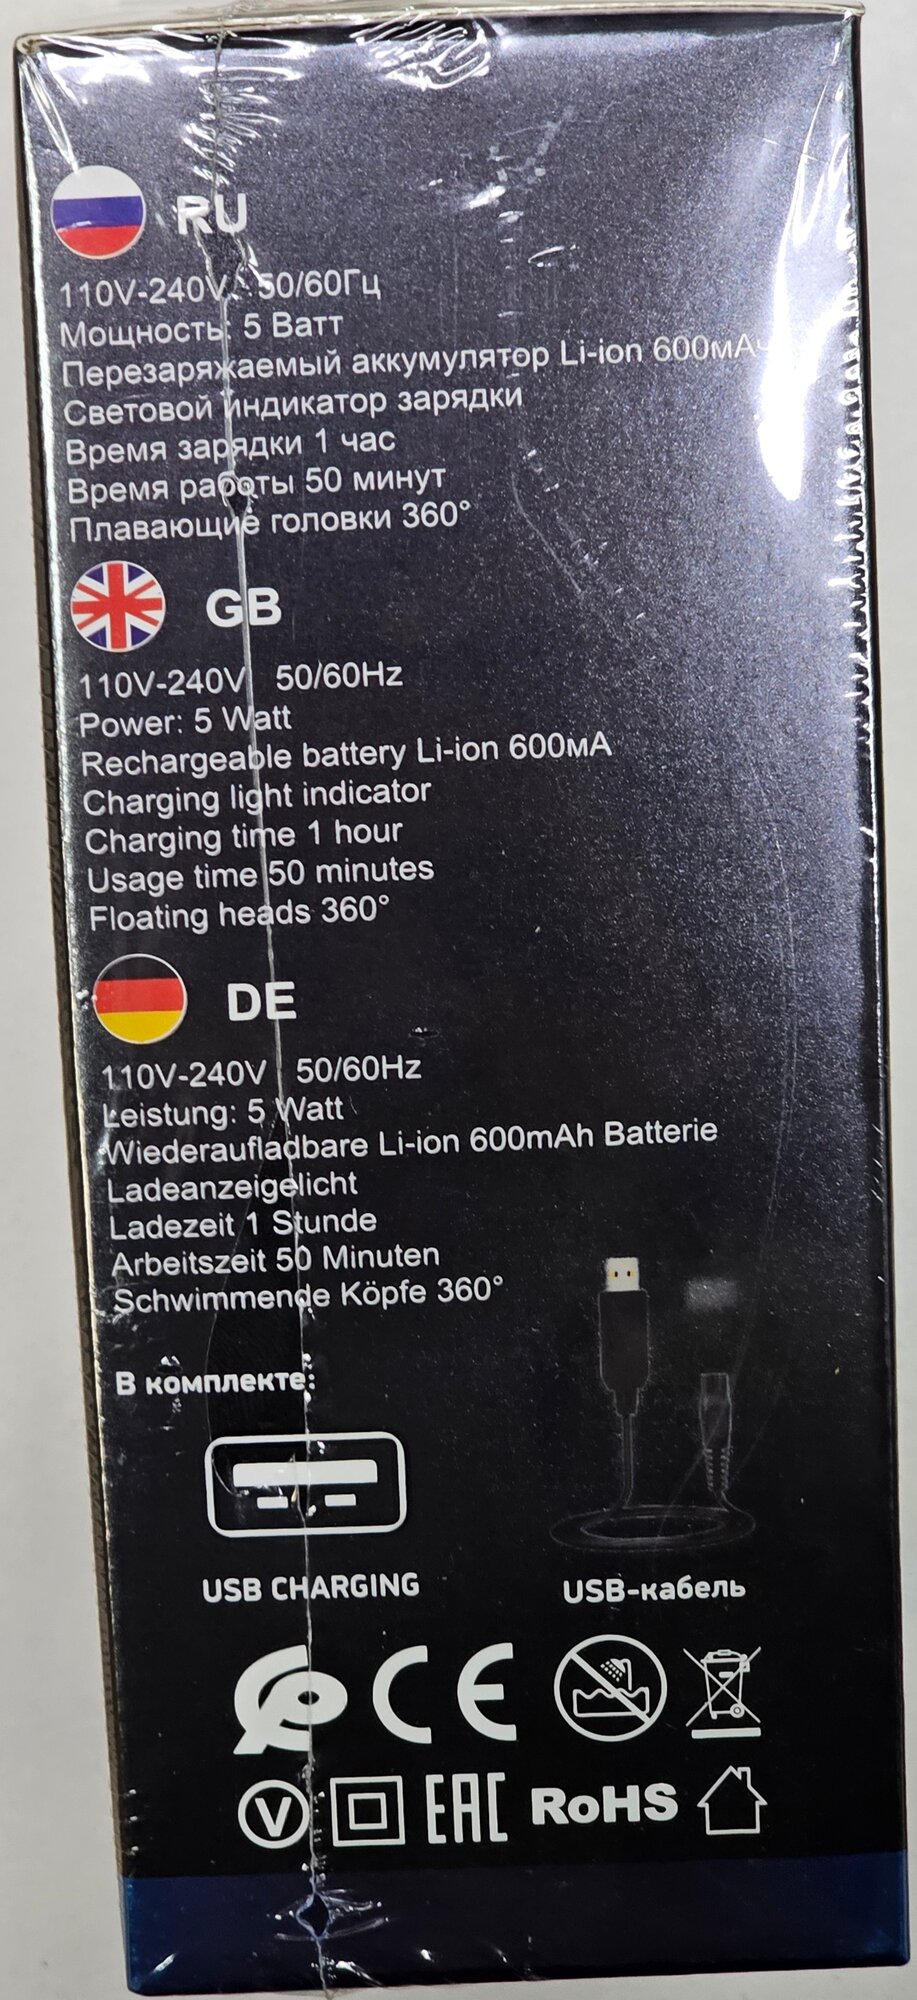 RU
110V-240V 50/60Гц
Мощность: 5 Ватт
Перезаряжаемый аккумулятор Li-ion 600мАч
Световой индикатор зарядки
Время зарядки 1 час
Время работы 50 минут
Плавающие головки 360°
GB
110V-240V 50/60Hz
Power: 5 Watt
Rechargeable battery Li-ion 600мА
Charging light indicator
Charging time 1 hour
Usage time 50 minutes
Floating heads 360°
DE
110V-240V 50/60Hz
Leistung: 5 Watt
Wiederaufladbare Li-ion 600mAh Batterie
Ladeanzeigelicht
Ladezeit 1 Stunde
Arbeitszeit 50 Minuten
Schwimmende Köpfe 360°
В комплекте:
USB CHARGING
USB-кабель
CE
V EAC RoHS